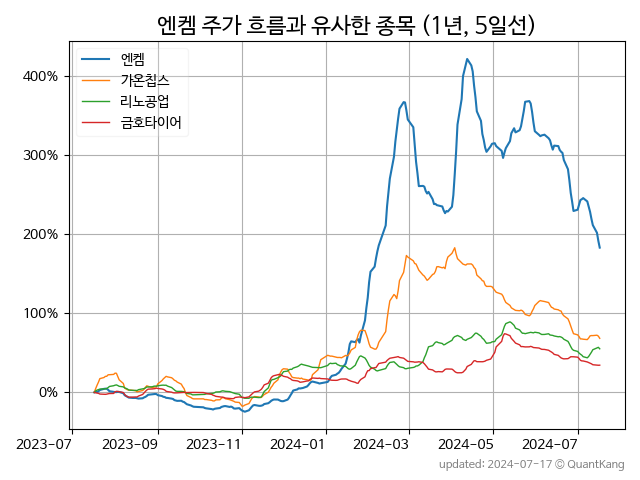 엔켐 주가 흐름과 유사한 종목 (1년, 5일선)
엔켐
가온칩스
리노공업
금호타이어
400%
300%
200%
100%
0%
2023-07 2023-09 2023-11 2024-01 2024-03 2024-05 2024-07
updated: 2024-07-17 © QuantKang